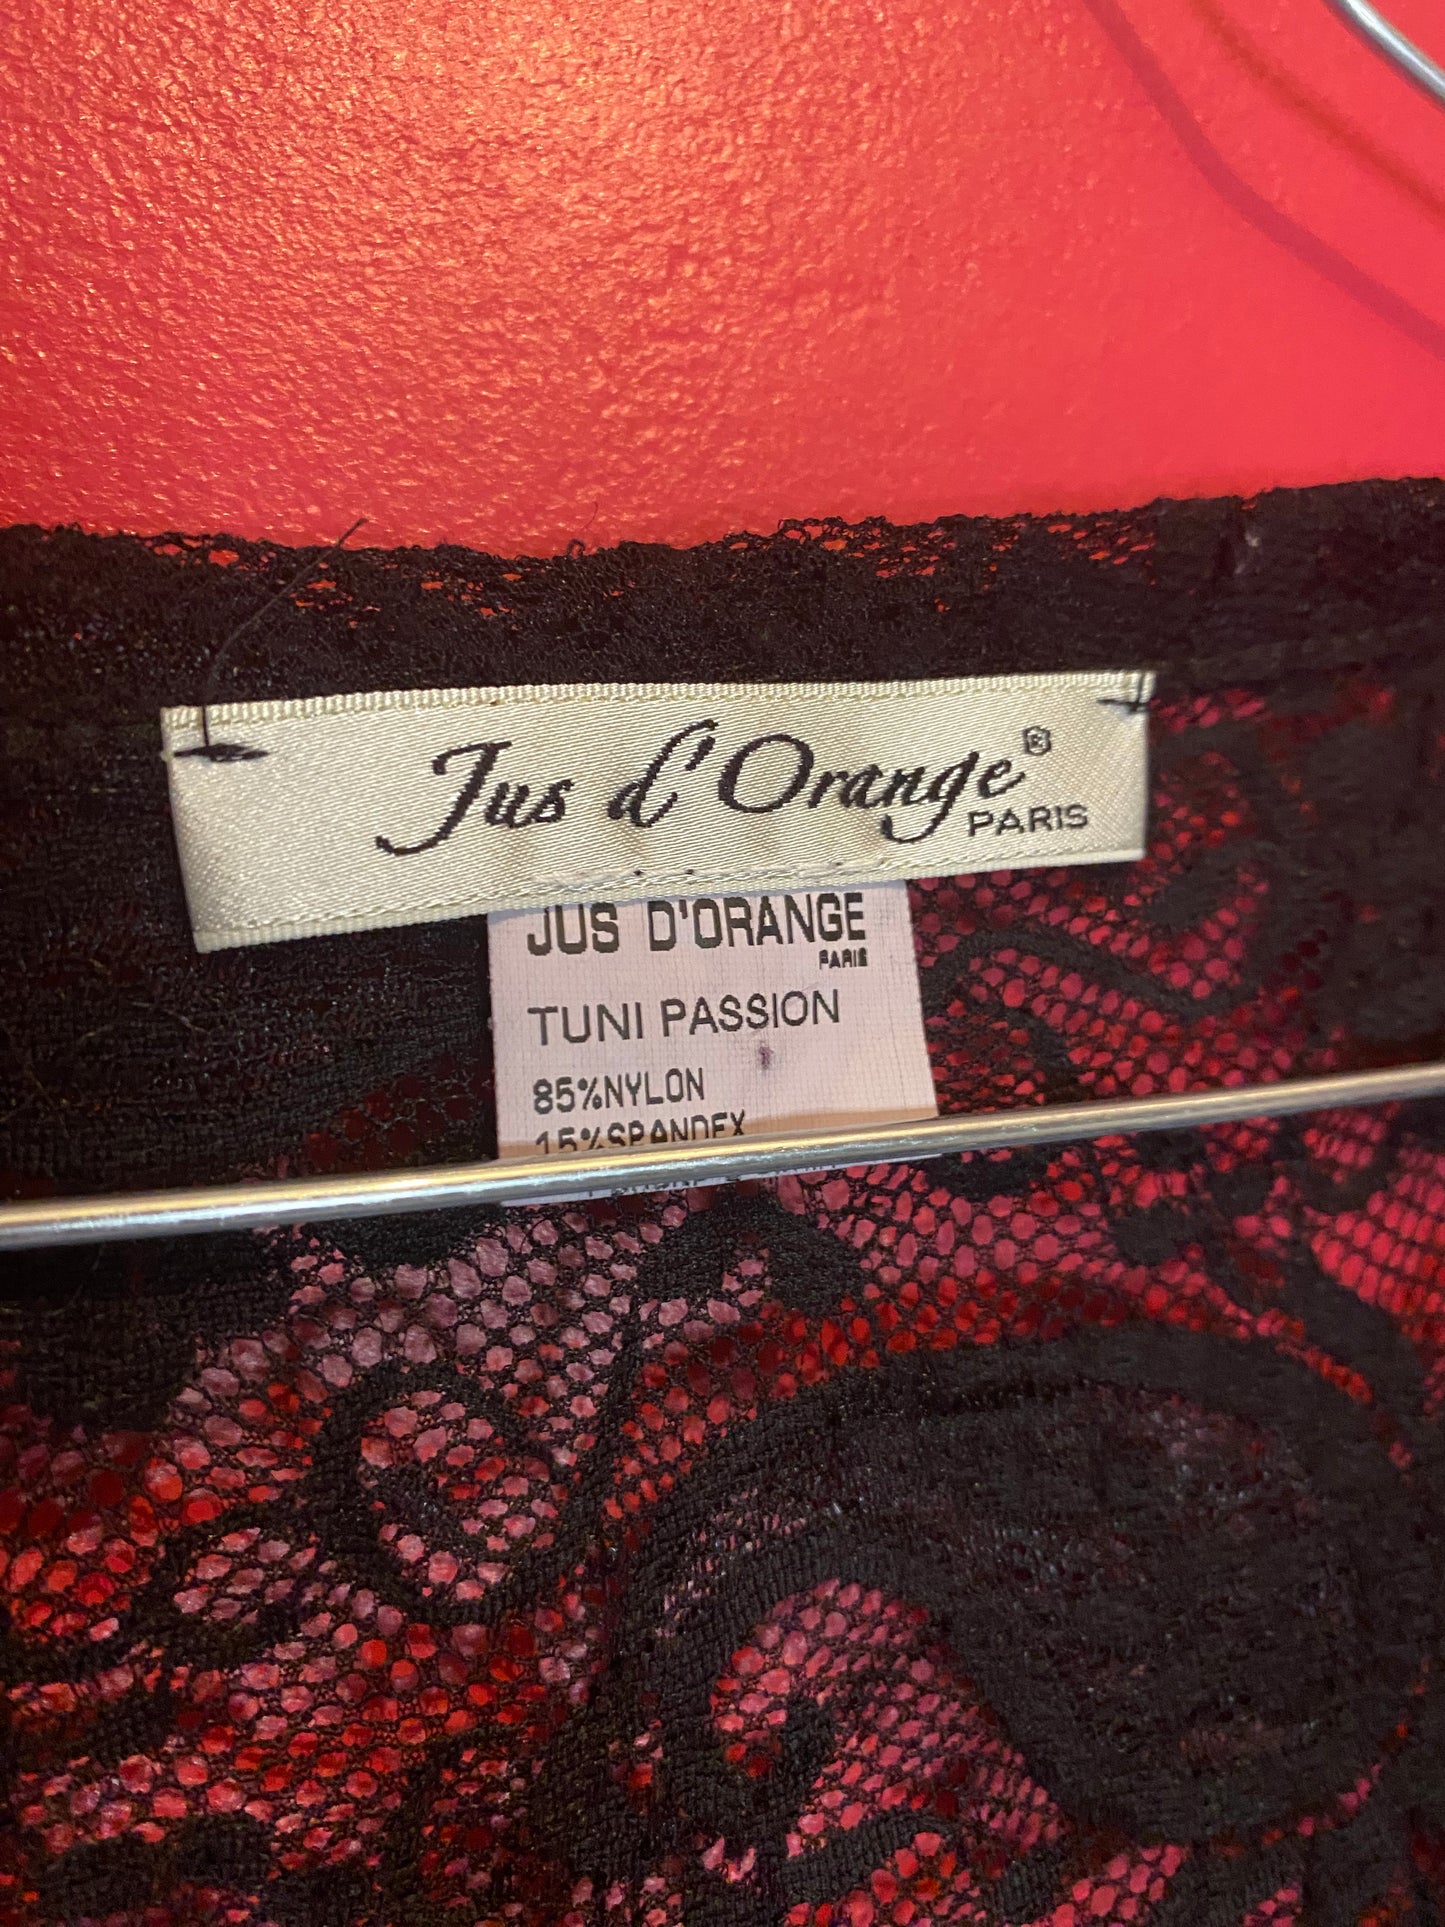 Jus d'Orange®
PARIS
JUS D'ORANGE
PARIS
TUNI PASSION
85%NYLON
15%SPANDEX